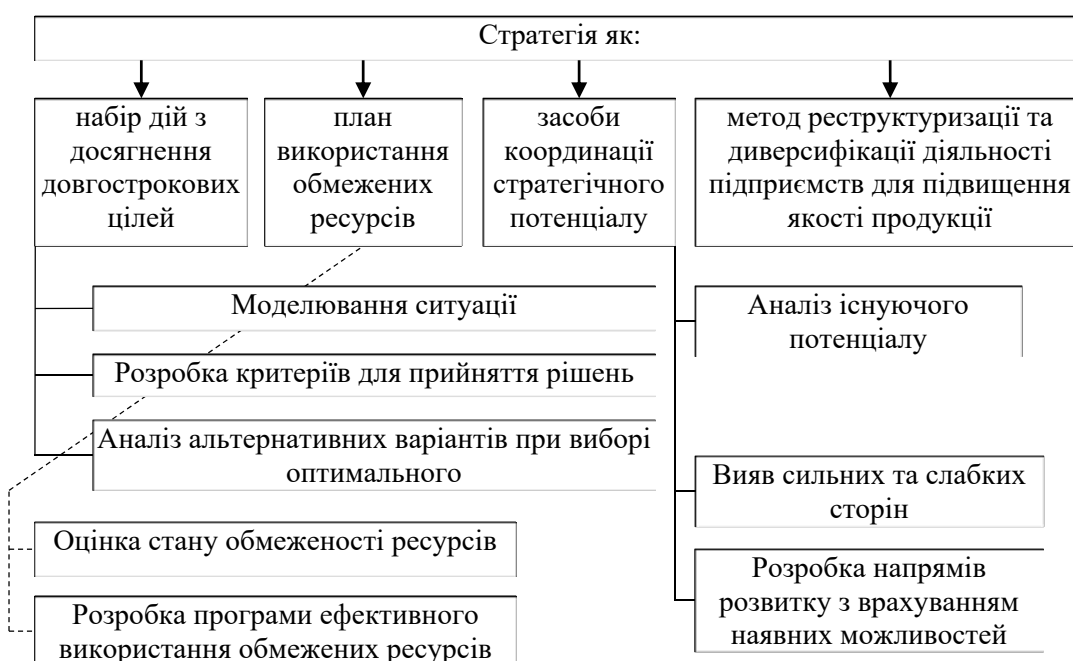 Стратегія як:
набір дій з
досягнення
довгострокових
цілей
план
використання
обмежених
ресурсів
засоби
координації
стратегічного
потенціалу
метод реструктуризації та
диверсифікації діяльності
підприємств для підвищення
якості продукції
Моделювання ситуації
Розробка критеріїв для прийняття рішень
Аналіз альтернативних варіантів при виборі
оптимального
Оцінка стану обмеженості ресурсів
Розробка програми ефективного
використання обмежених ресурсів
Аналіз існуючого
потенціалу
Вияв сильних та слабких
сторін
Розробка напрямів
розвитку з врахуванням
наявних можливостей